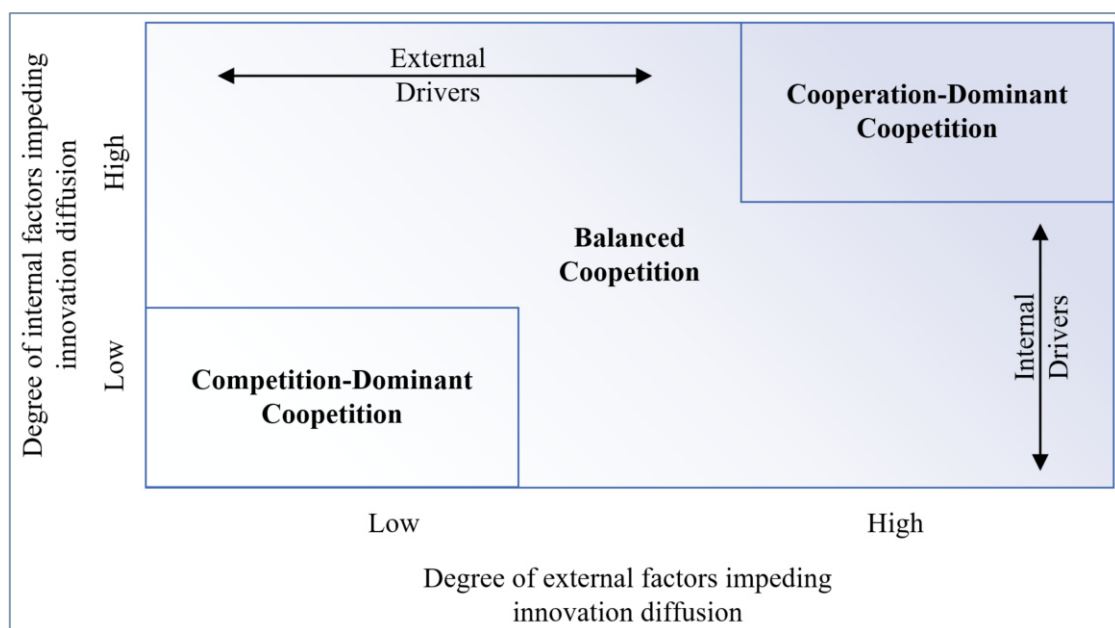 External
Drivers
Cooperation-Dominant
Coopetition
Degree of internal factors impeding
innovation diffusion
High
Low
Balanced
Coopetition
Internal
Drivers
Competition-Dominant
Coopetition
Low
High
Degree of external factors impeding
innovation diffusion